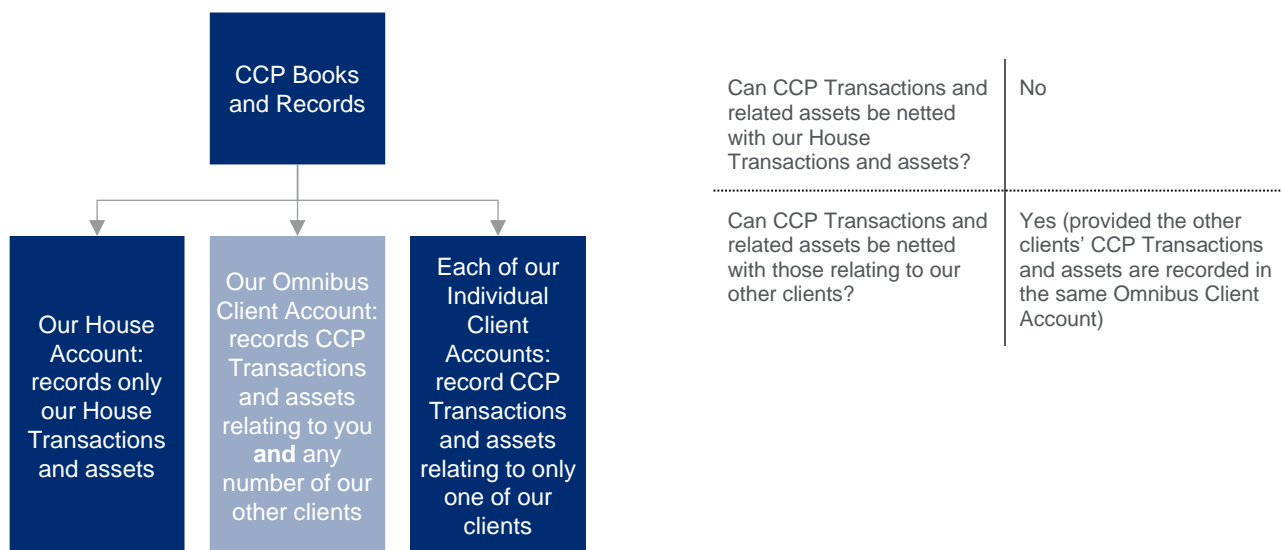 CCP Books
and Records
Our House
Account:
records only
our House
Transactions
and assets
Our Omnibus
Client Account:
records CCP
Transactions
and assets
relating to you
and any
number of our
other clients
Each of our
Individual
Client
Accounts:
record CCP
Transactions
and assets
relating to only
one of our
clients
Can CCP Transactions and
related assets be netted
with our House
Transactions and assets?
No
Can CCP Transactions and
related assets be netted
with those relating to our
other clients?
Yes (provided the other
clients’ CCP Transactions
and assets are recorded in
the same Omnibus Client
Account)